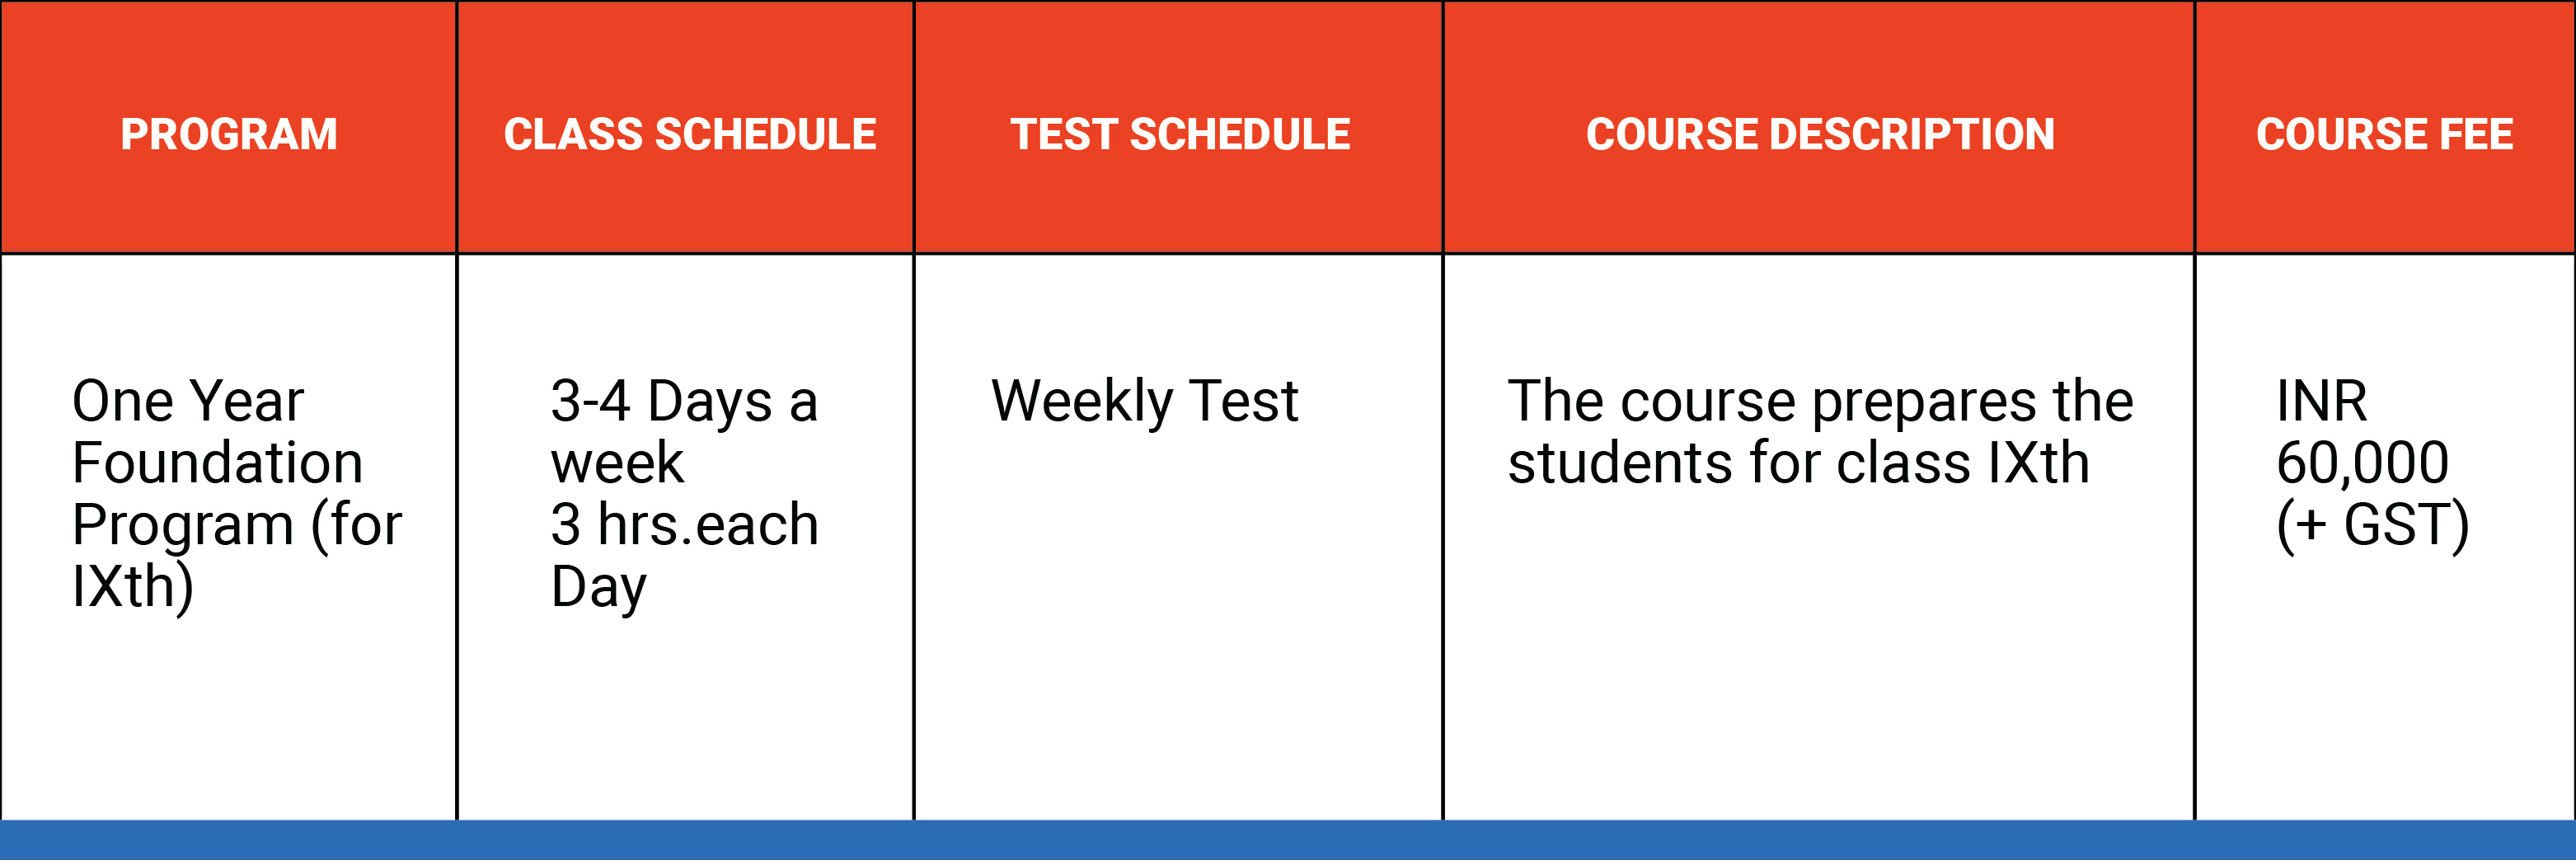 PROGRAM
CLASS SCHEDULE
TEST SCHEDULE
COURSE DESCRIPTION
COURSE FEE
One Year
Foundation
Program (for
IXth)
3-4 Days a
week
3 hrs.each
Day
Weekly Test
The course prepares the
students for class IXth
INR
60,000
(+ GST)